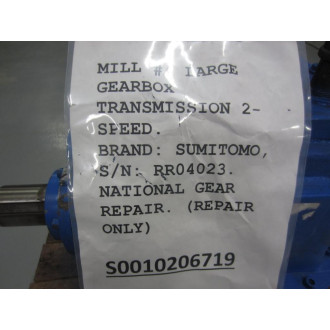 MILL # LARGE
GEARBOX
TRANSMISSION 2-
SPEED.
BRAND: SUMITOMO,
S/N: RR04023.
NATIONAL GEAR
REPAIR. (REPAIR
ONLY)
S0010206719